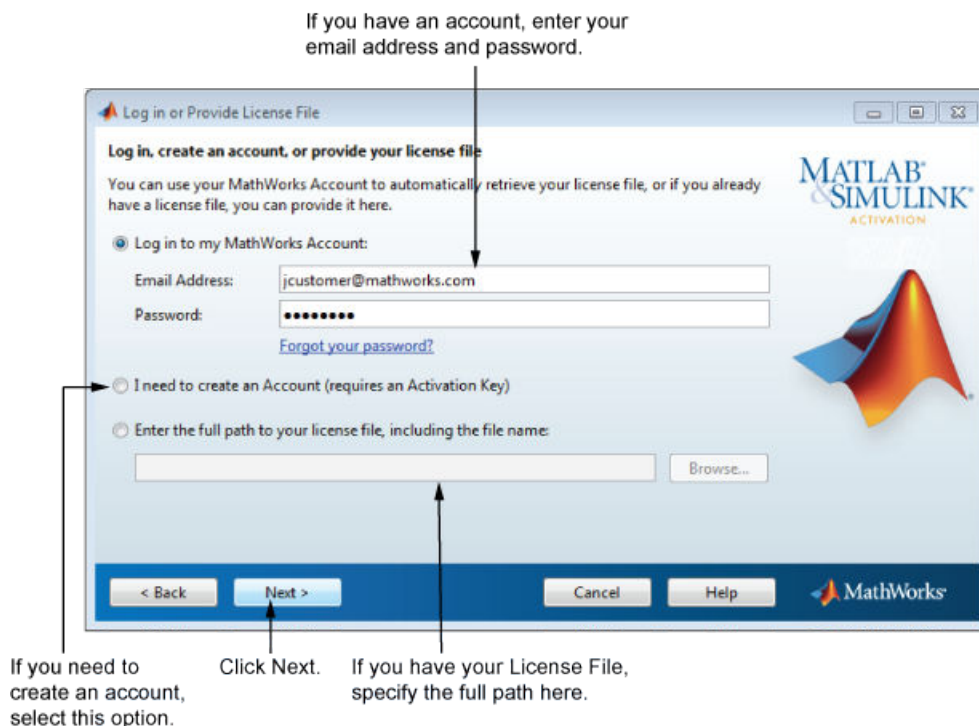 If you have an account, enter your
email address and password.
Log in or Provide License File
Log in, create an account, or provide your license file
You can use your MathWorks Account to automatically retrieve your license file, or if you already
have a license file, you can provide it here.
MATLAB®
&SIMULINK®
ACTIVATION
Log in to my MathWorks Account:
Email Address:
jcustomer@mathworks.com
Password:
••••••••
Forgot your password?
I need to create an Account (requires an Activation Key)
Enter the full path to your license file, including the file name:
Browse...
< Back
Next >
Cancel
Help
MathWorks®
If you need to
create an account,
select this option.
Click Next.
If you have your License File,
specify the full path here.